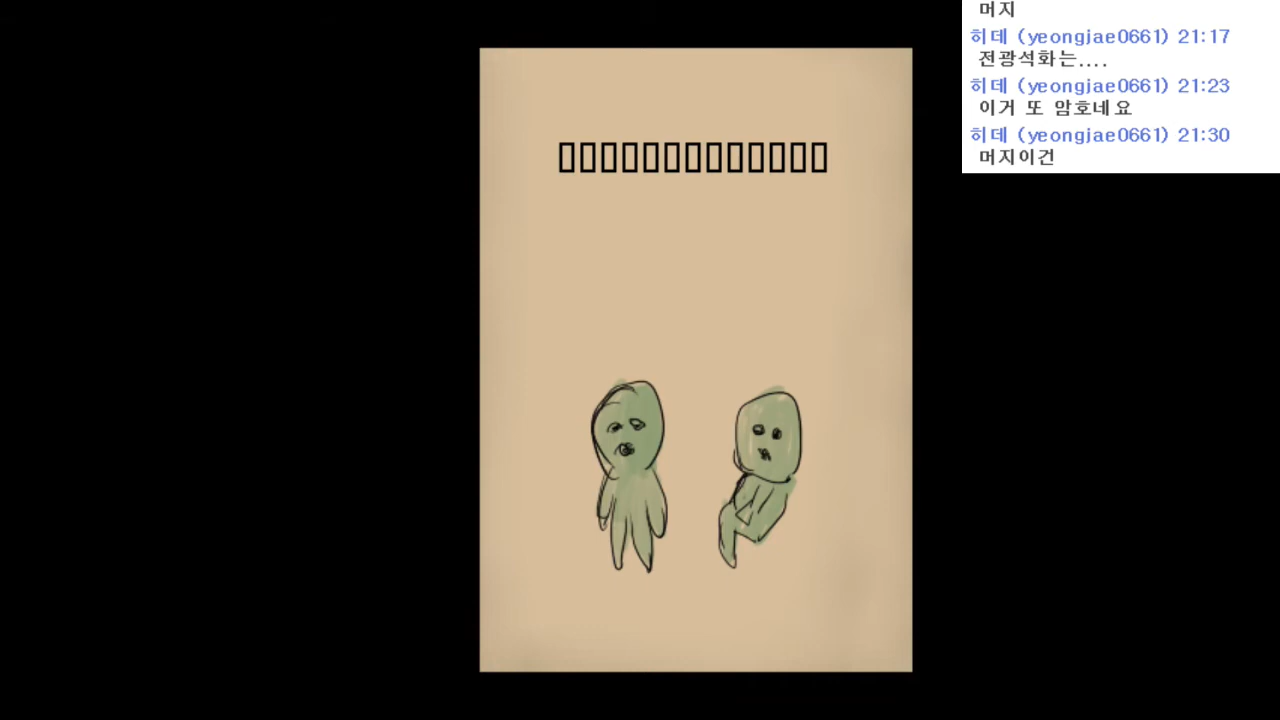 머지
히데 (yeongjae0661) 21:17
전광석화는....
히데 (yeongjae0661) 21:23
이거 또 암호네요
히데 (yeongjae0661) 21:30
머지이건
▯▯▯▯▯▯▯▯▯▯▯▯▯